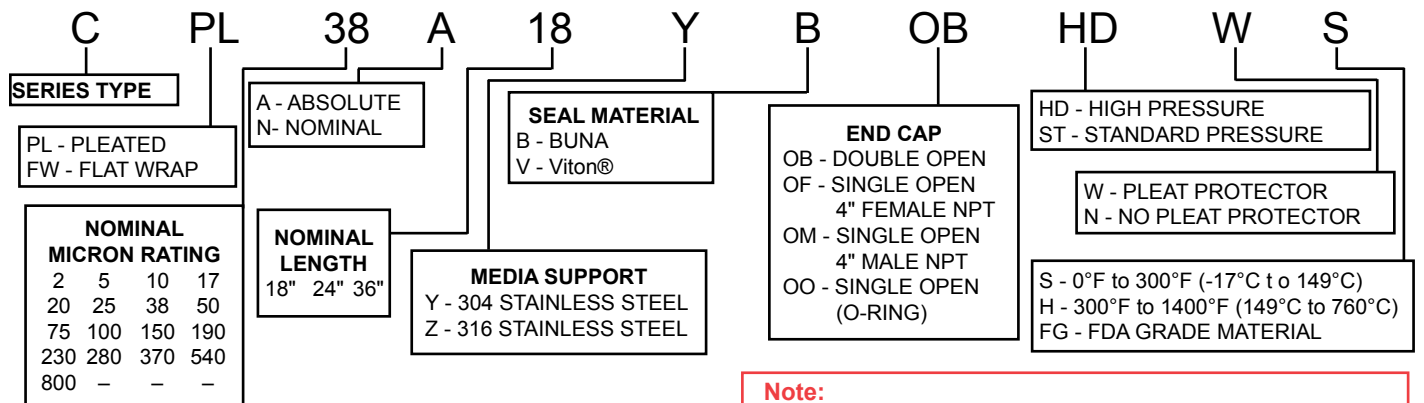 C PL 38 A 18 Y B OB HD W S
SERIES TYPE
PL - PLEATED
FW - FLAT WRAP
NOMINAL
MICRON RATING
2 5 10 17
20 25 38 50
75 100 150 190
230 280 370 540
800 – – –
A - ABSOLUTE
N- NOMINAL
NOMINAL
LENGTH
18" 24" 36"
MEDIA SUPPORT
Y - 304 STAINLESS STEEL
Z - 316 STAINLESS STEEL
SEAL MATERIAL
B - BUNA
V - Viton®
END CAP
OB - DOUBLE OPEN
OF - SINGLE OPEN
4" FEMALE NPT
OM - SINGLE OPEN
4" MALE NPT
OO - SINGLE OPEN
(O-RING)
HD - HIGH PRESSURE
ST - STANDARD PRESSURE
W - PLEAT PROTECTOR
N - NO PLEAT PROTECTOR
S - 0°F to 300°F (-17°C t o 149°C)
H - 300°F to 1400°F (149°C to 760°C)
FG - FDA GRADE MATERIAL
Note: